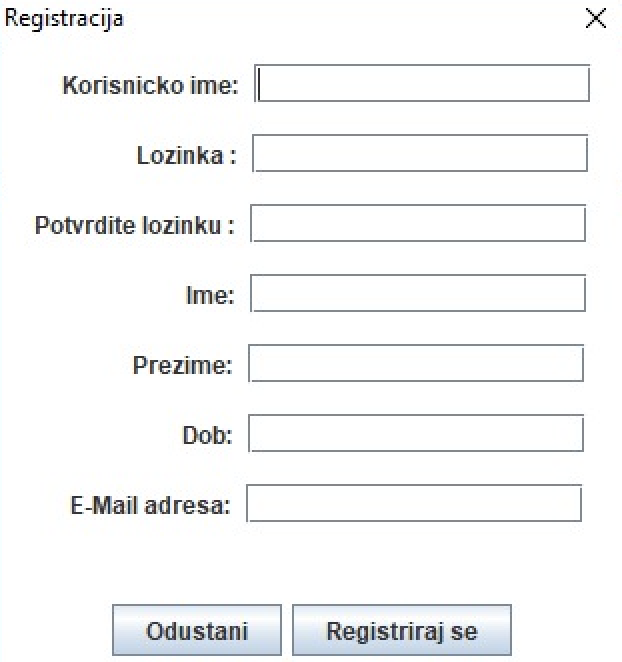 Registracija
Korisnicko ime:
Lozinka :
Potvrdite lozinku :
Ime:
Prezime:
Dob:
E-Mail adresa:
Odustani
Registriraj se